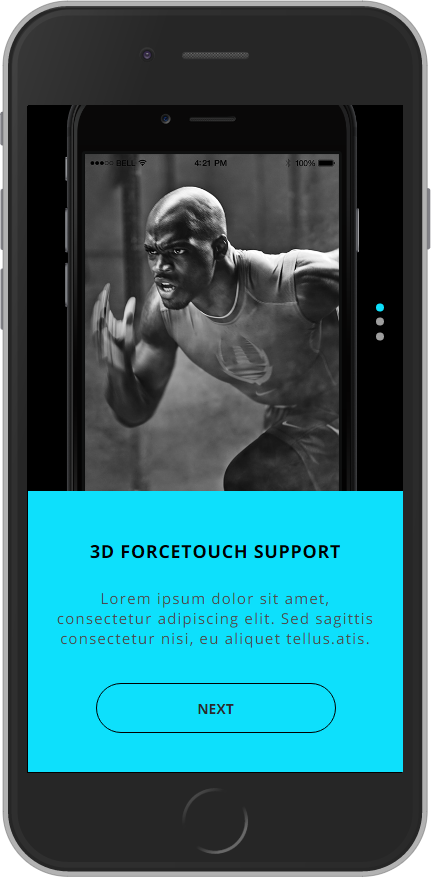 BELL 4:21 PM 100%
3D FORCETOUCH SUPPORT
Lorem ipsum dolor sit amet,
consectetur adipiscing elit. Sed sagittis
consectetur nisi, eu aliquet tellus.atis.
NEXT